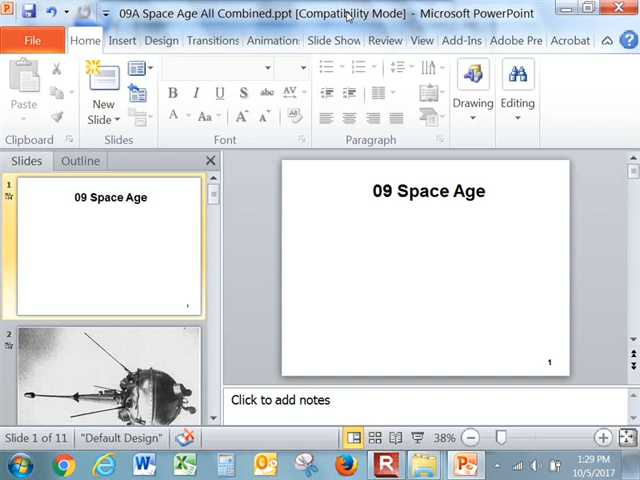 09A Space Age All Combined.ppt [Compatibility Mode] - Microsoft PowerPoint
File Home Insert Design Transitions Animation: Slide Show Review View Add-Ins Adobe Pre Acrobat
Paste
New
Slide
Drawing
Editing
Clipboard Slides Font Paragraph
Slides Outline
1
09 Space Age
1
2
09 Space Age
1
Click to add notes
Slide 1 of 11 "Default Design" 38%
1:29 PM
10/5/2017